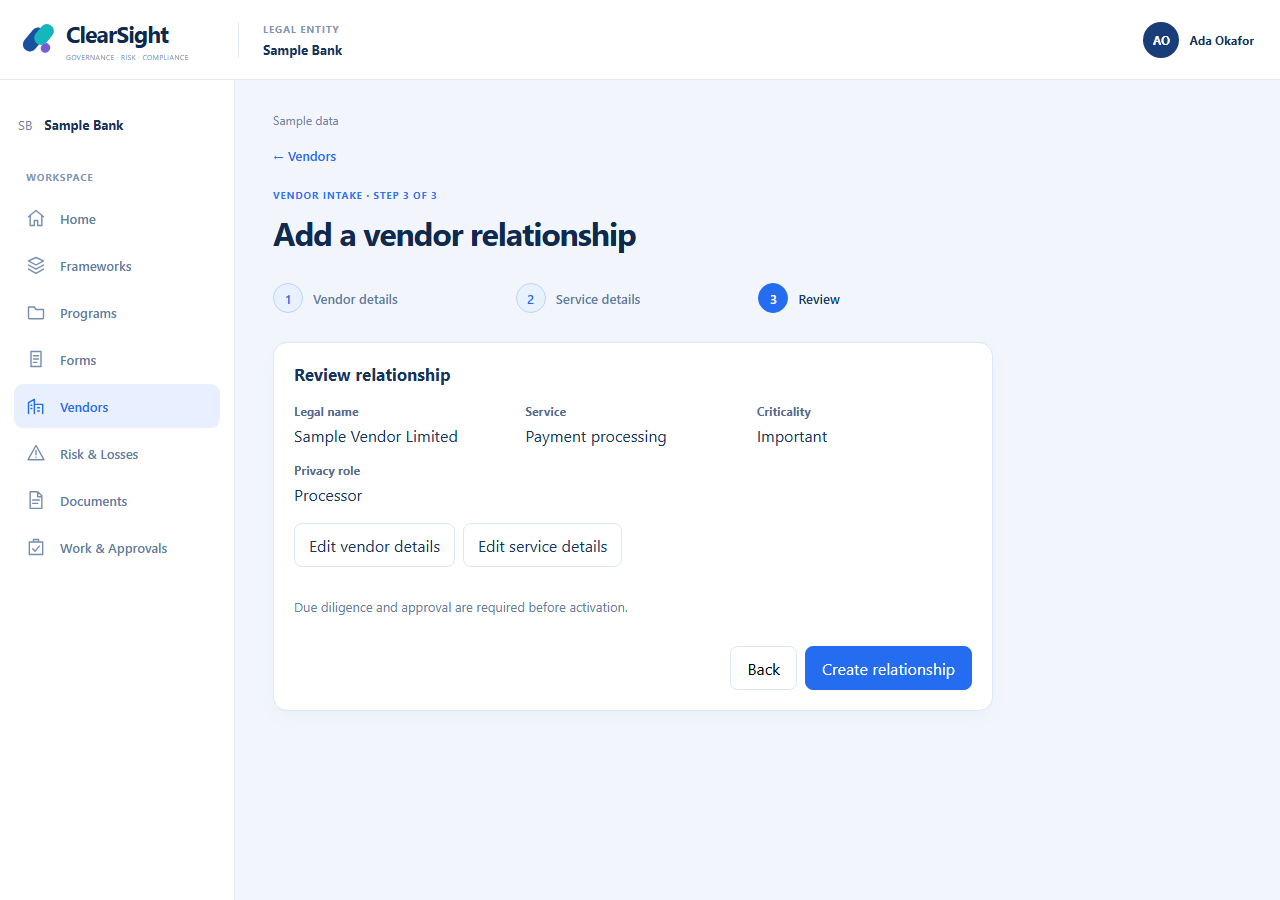 ClearSight
GOVERNANCE · RISK · COMPLIANCE
LEGAL ENTITY
Sample Bank
AO
Ada Okafor
SB Sample Bank
WORKSPACE
Home
Frameworks
Programs
Forms
Vendors
Risk & Losses
Documents
Work & Approvals
Sample data
← Vendors
VENDOR INTAKE · STEP 3 OF 3
Add a vendor relationship
1 Vendor details 2 Service details 3 Review
Review relationship
Legal name Service Criticality
Sample Vendor Limited Payment processing Important
Privacy role
Processor
Edit vendor details Edit service details
Due diligence and approval are required before activation.
Back Create relationship